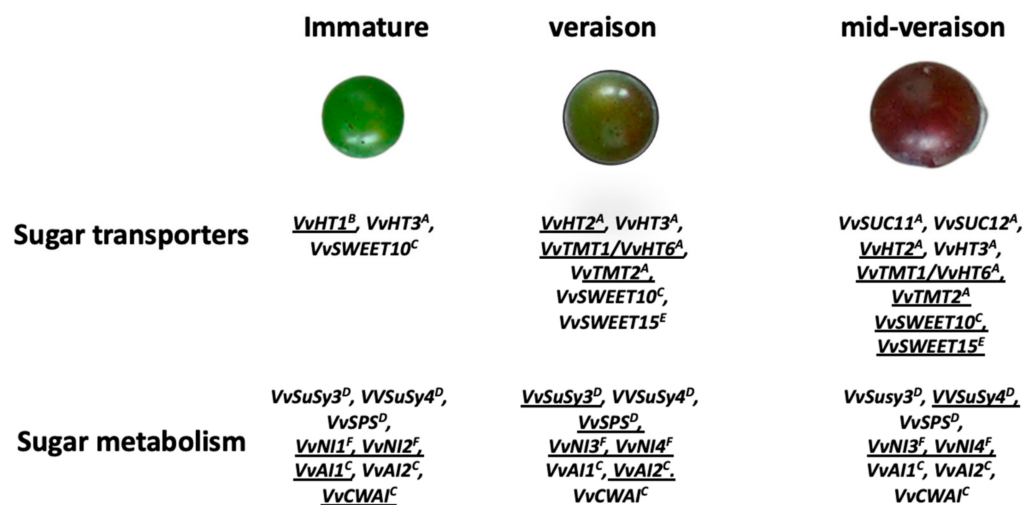 Immature veraison mid-veraison
Sugar transporters
VvHT1ᴮ, VvHT3ᴬ,
VvSWEET10ᶜ
VvHT2ᴬ, VvHT3ᴬ,
VvTMT1/VvHT6ᴬ,
VvTMT2ᴬ,
VvSWEET10ᶜ,
VvSWEET15ᴱ
VvSUC11ᴬ, VvSUC12ᴬ,
VvHT2ᴬ, VvHT3ᴬ,
VvTMT1/VvHT6ᴬ,
VvTMT2ᴬ
VvSWEET10ᶜ,
VvSWEET15ᴱ
Sugar metabolism
VvSuSy3ᴰ, VVSuSy4ᴰ,
VvSPSᴰ,
VvNI1ꟳ, VvNI2ꟳ,
VvAI1ᶜ, VvAI2ᶜ,
VvCWAIᶜ
VvSuSy3ᴰ, VVSuSy4ᴰ,
VvSPSᴰ,
VvNI3ꟳ, VvNI4ꟳ
VvAI1ᶜ, VvAI2ᶜ.
VvCWAIᶜ
VvSusy3ᴰ, VVSuSy4ᴰ,
VvSPSᴰ,
VvNI3ꟳ, VvNI4ꟳ,
VvAI1ᶜ, VvAI2ᶜ,
VvCWAIᶜ